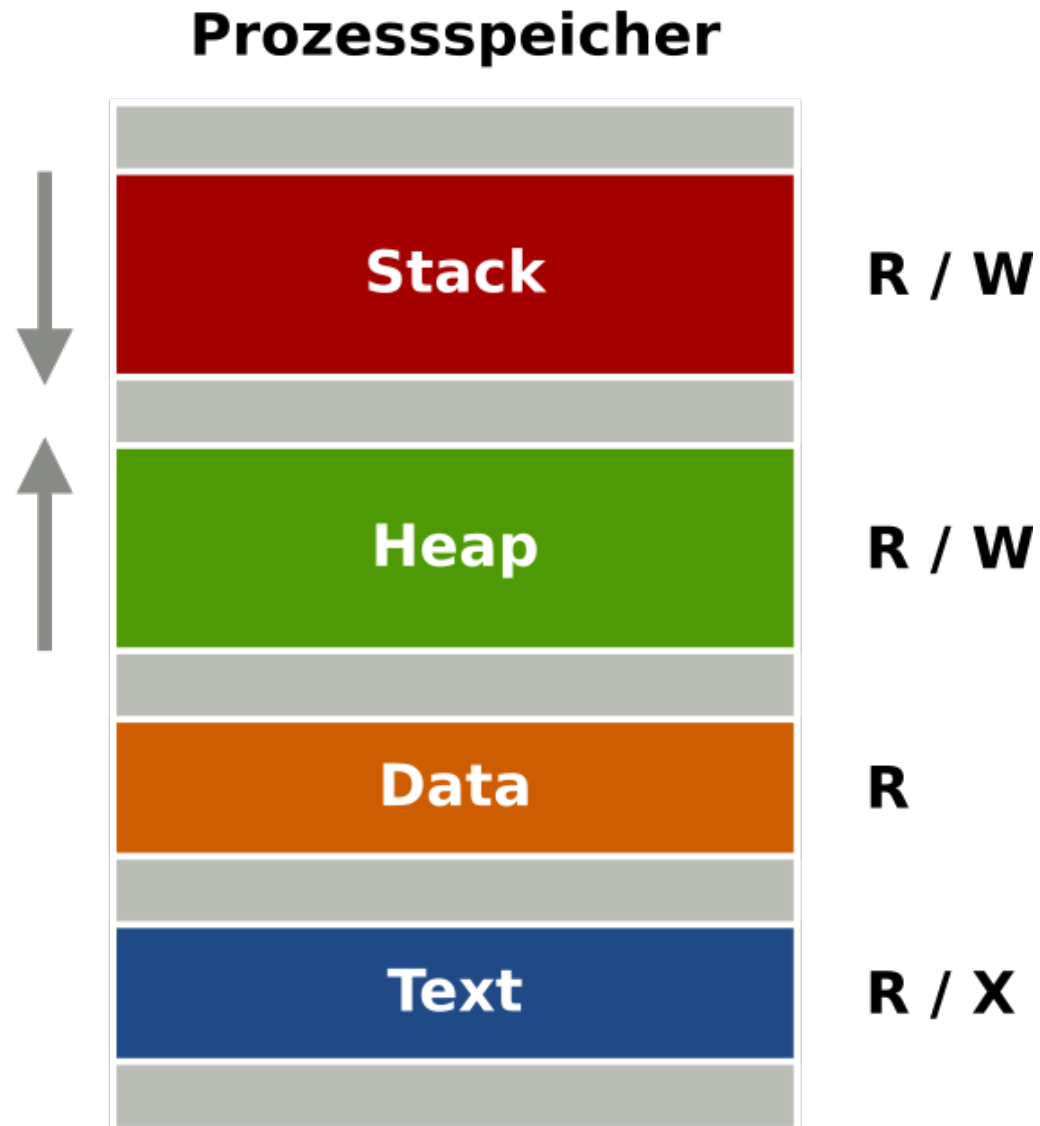 Prozessspeicher
Stack R / W
Heap R / W
Data R
Text R / X